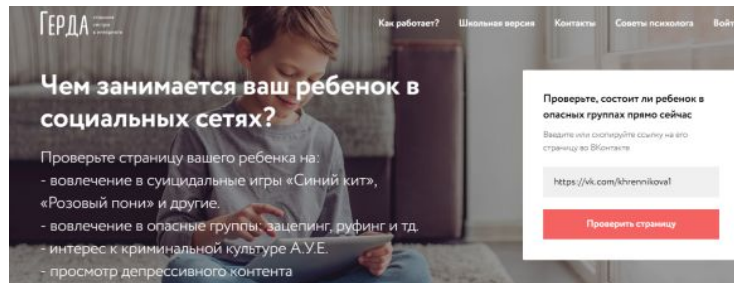 ГЕРДА
Как работает? Школьная версия Контакты Советы психолога Войт
Чем занимается ваш ребенок в
социальных сетях?
Проверьте страницу вашего ребенка на:
- вовлечение в суицидальные игры «Синий кит»,
«Розовый пони» и другие.
- вовлечение в опасные группы: зацепинг, руфинг и тд.
- интерес к криминальной культуре А.У.Е.
- просмотр депрессивного контента
Проверьте, состоит ли ребенок в
опасных группах прямо сейчас
Введите или скопируйте ссылку на его
страницу во ВКонтакте
https://vk.com/khrennikova1
Проверить страницу